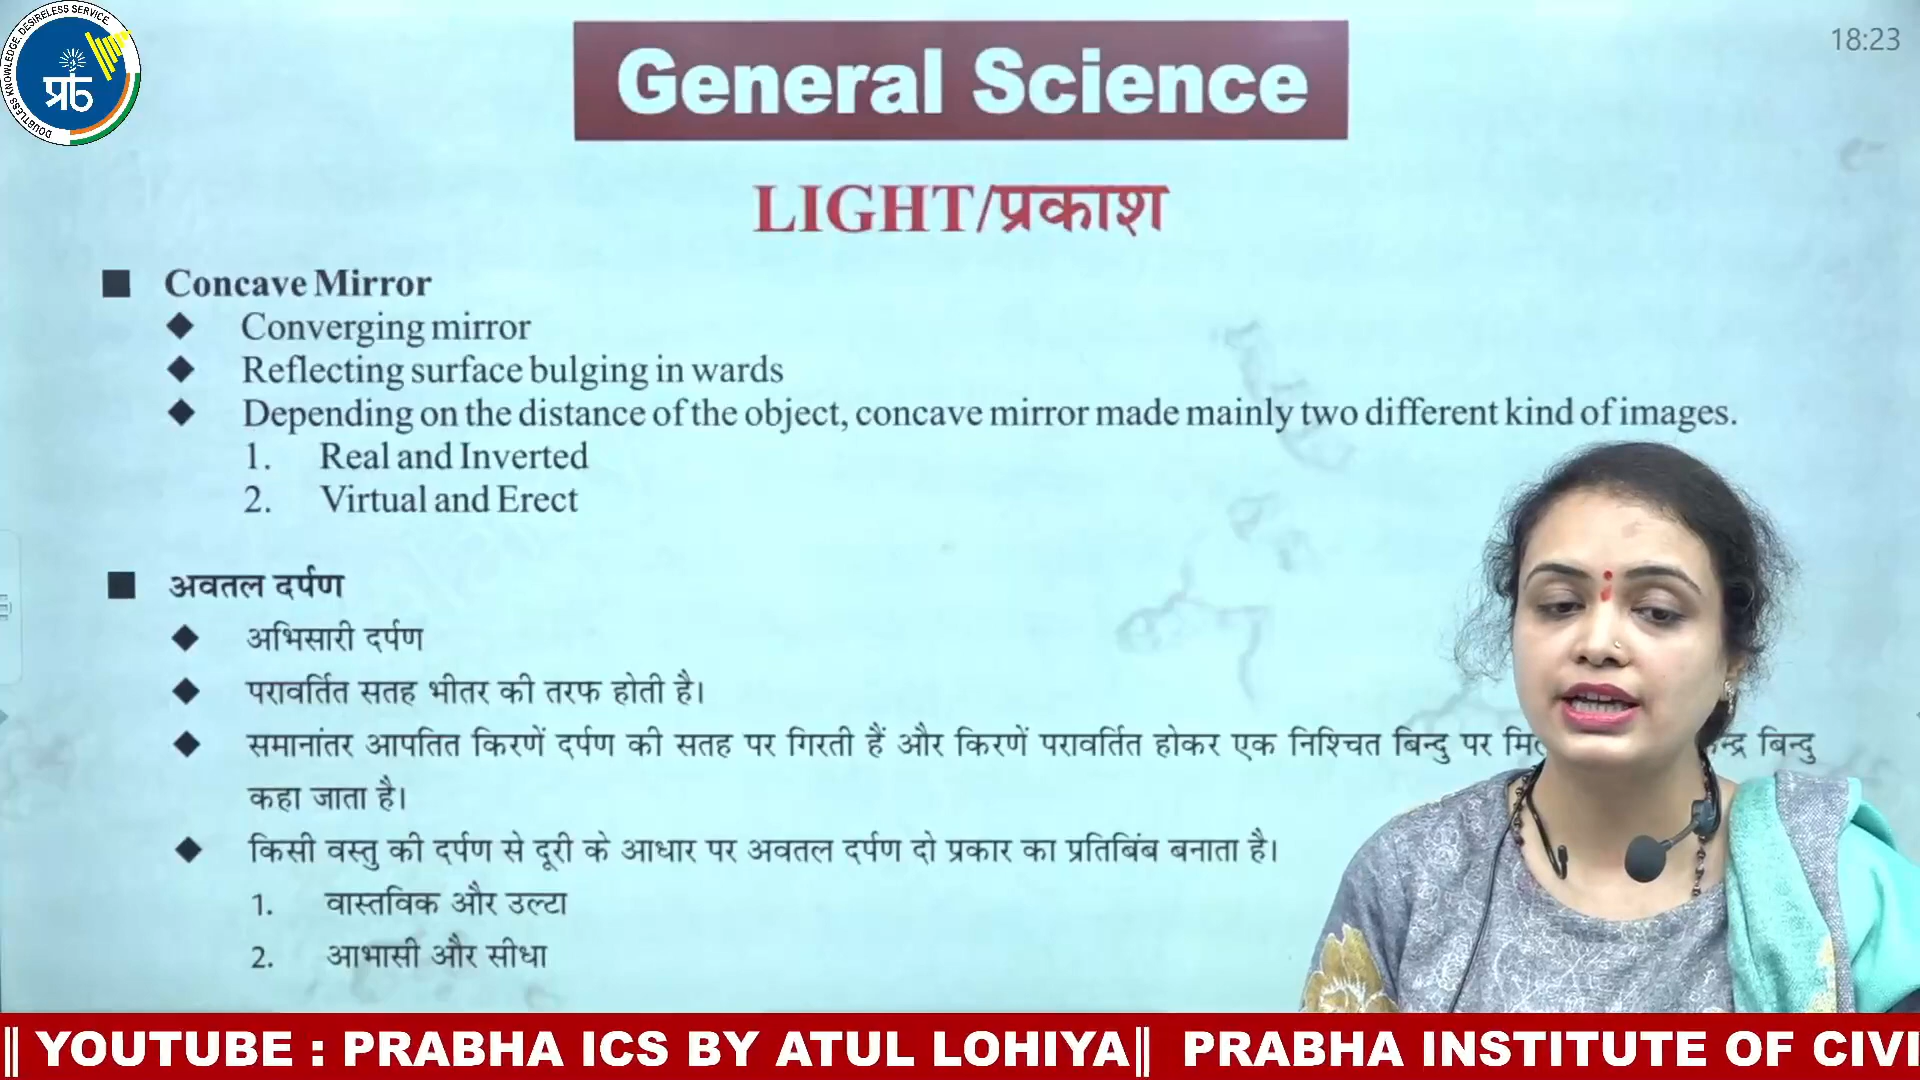 DOUBTLESS KNOWLEDGE, DESIRELESS SERVICE.
प्रb
General Science
18:23
LIGHT/प्रकाश
Concave Mirror
Converging mirror
Reflecting surface bulging in wards
Depending on the distance of the object, concave mirror made mainly two different kind of images.
1. Real and Inverted
2. Virtual and Erect
अवतल दर्पण
अभिसारी दर्पण
परावर्तित सतह भीतर की तरफ होती है।
समानांतर आपतित किरणें दर्पण की सतह पर गिरती हैं और किरणें परावर्तित होकर एक निश्चित बिन्दु पर बिन्दु
कहा जाता है।
किसी वस्तु की दर्पण से दूरी के आधार पर अवतल दर्पण दो प्रकार का प्रतिबिंब बनाता है।
1. वास्तविक और उल्टा
2. आभासी और सीधा
|| YOUTUBE : PRABHA ICS BY ATUL LOHIYA || PRABHA INSTITUTE OF CIVI